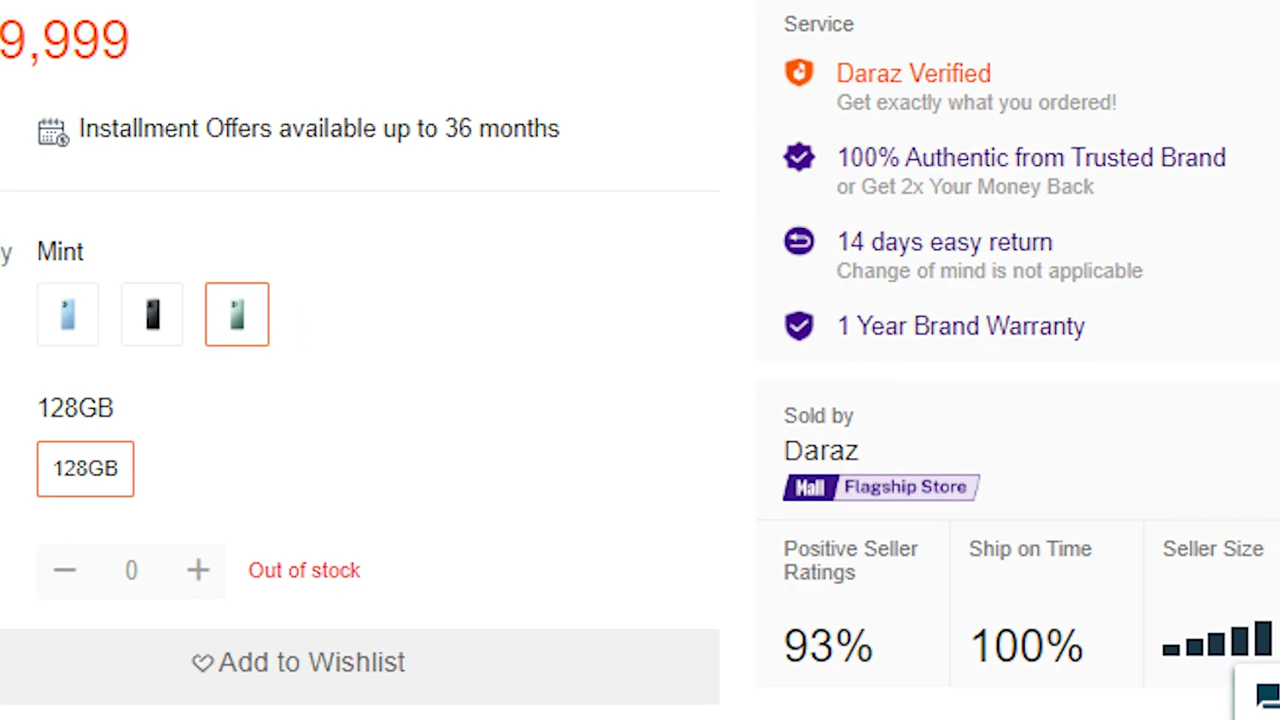 9,999
Installment Offers available up to 36 months
y Mint
128GB
128GB
0
Out of stock
Add to Wishlist
Service
Daraz Verified
Get exactly what you ordered!
100% Authentic from Trusted Brand
or Get 2x Your Money Back
14 days easy return
Change of mind is not applicable
1 Year Brand Warranty
Sold by
Daraz
Mall Flagship Store
Positive Seller
Ratings
93%
Ship on Time
100%
Seller Size